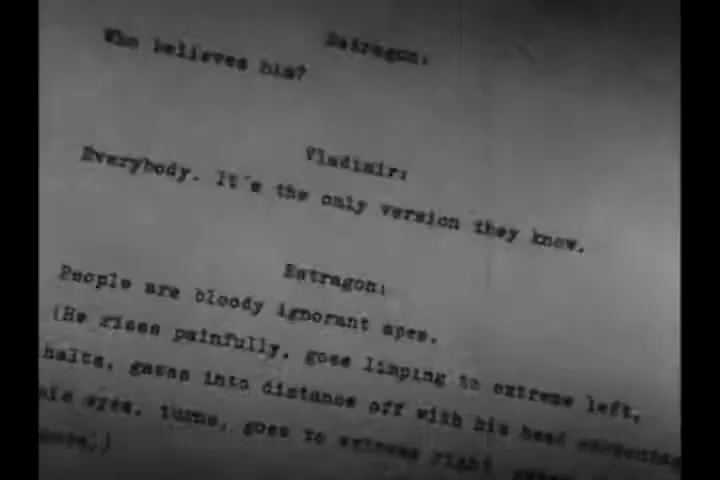 Estragon:
Who believes him?
Vladimir:
Everybody. It's the only version they know.
Estragon:
People are bloody ignorant apes.
(He rises painfully, goes limping to extreme left,
halts, gazes into distance off with his head
his eyes, turns, goes to extreme right,